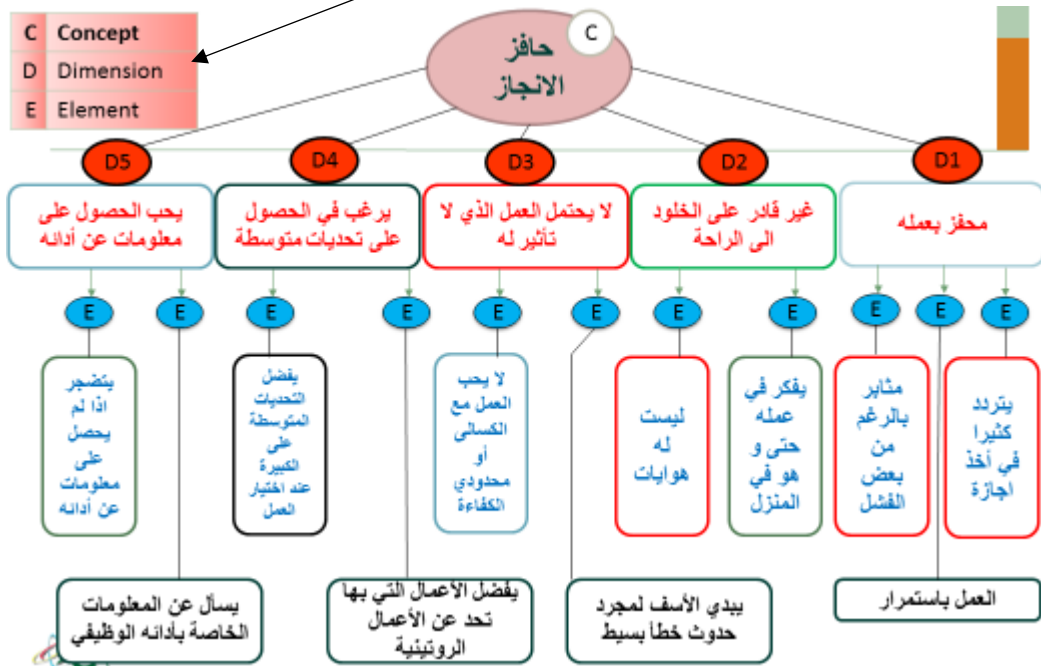 C Concept
D Dimension
E Element
حافز
الانجاز
C
D5
D4
D3
D2
D1
محفز بعمله
غير قادر على الخلود
الى الراحة
لا يحتمل العمل الذي لا
تأثير له
يرغب في الحصول
على تحديات متوسطة
يحب الحصول على
معلومات عن أدائه
E
E
E
E
E
E
E
E
E
E
يتردد
كثيرا
في أخذ
اجازة
مثابر
بالرغم
من
بعض
الفشل
يفكر في
عمله
حتى و
هو في
المنزل
ليست
له
هوايات
لا يحب
العمل مع
الكسالى
أو
محدودي
الكفاءة
يفضل
التحديات
المتوسطة
على
الكبيرة
عند اختيار
العمل
يتضجر
اذا لم
يحصل
على
معلومات
عن أدائه
العمل باستمرار
يبدي الأسف لمجرد
حدوث خطأ بسيط
يفضل الأعمال التي بها
تحد عن الأعمال
الروتينية
يسأل عن المعلومات
الخاصة بأدائه الوظيفي